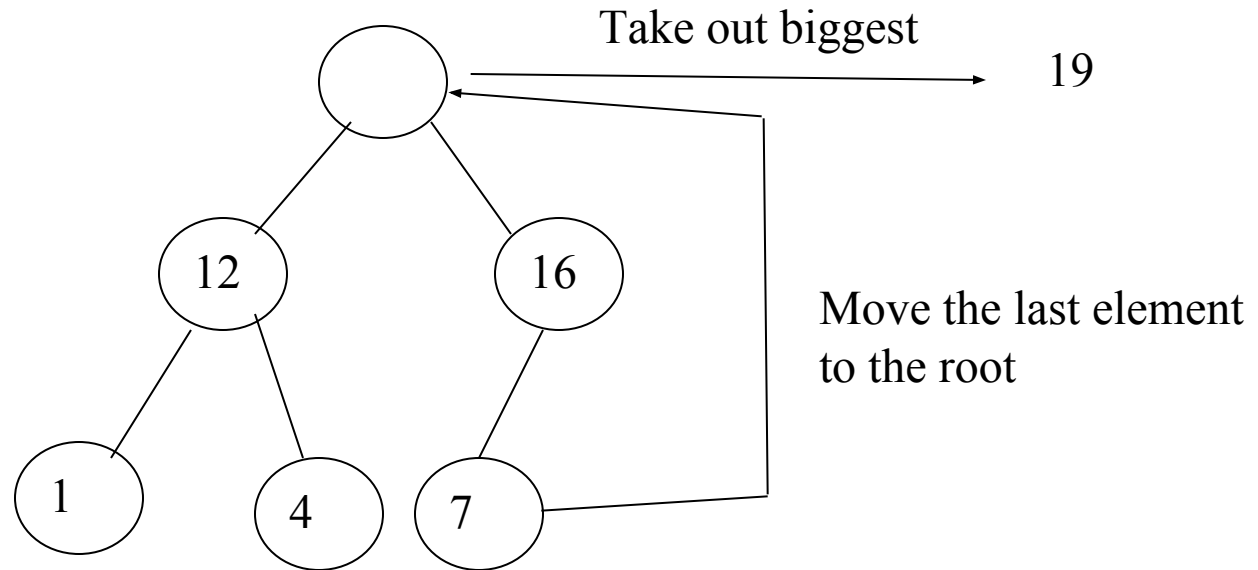 Take out biggest
19
12
16
Move the last element
to the root
1
4
7